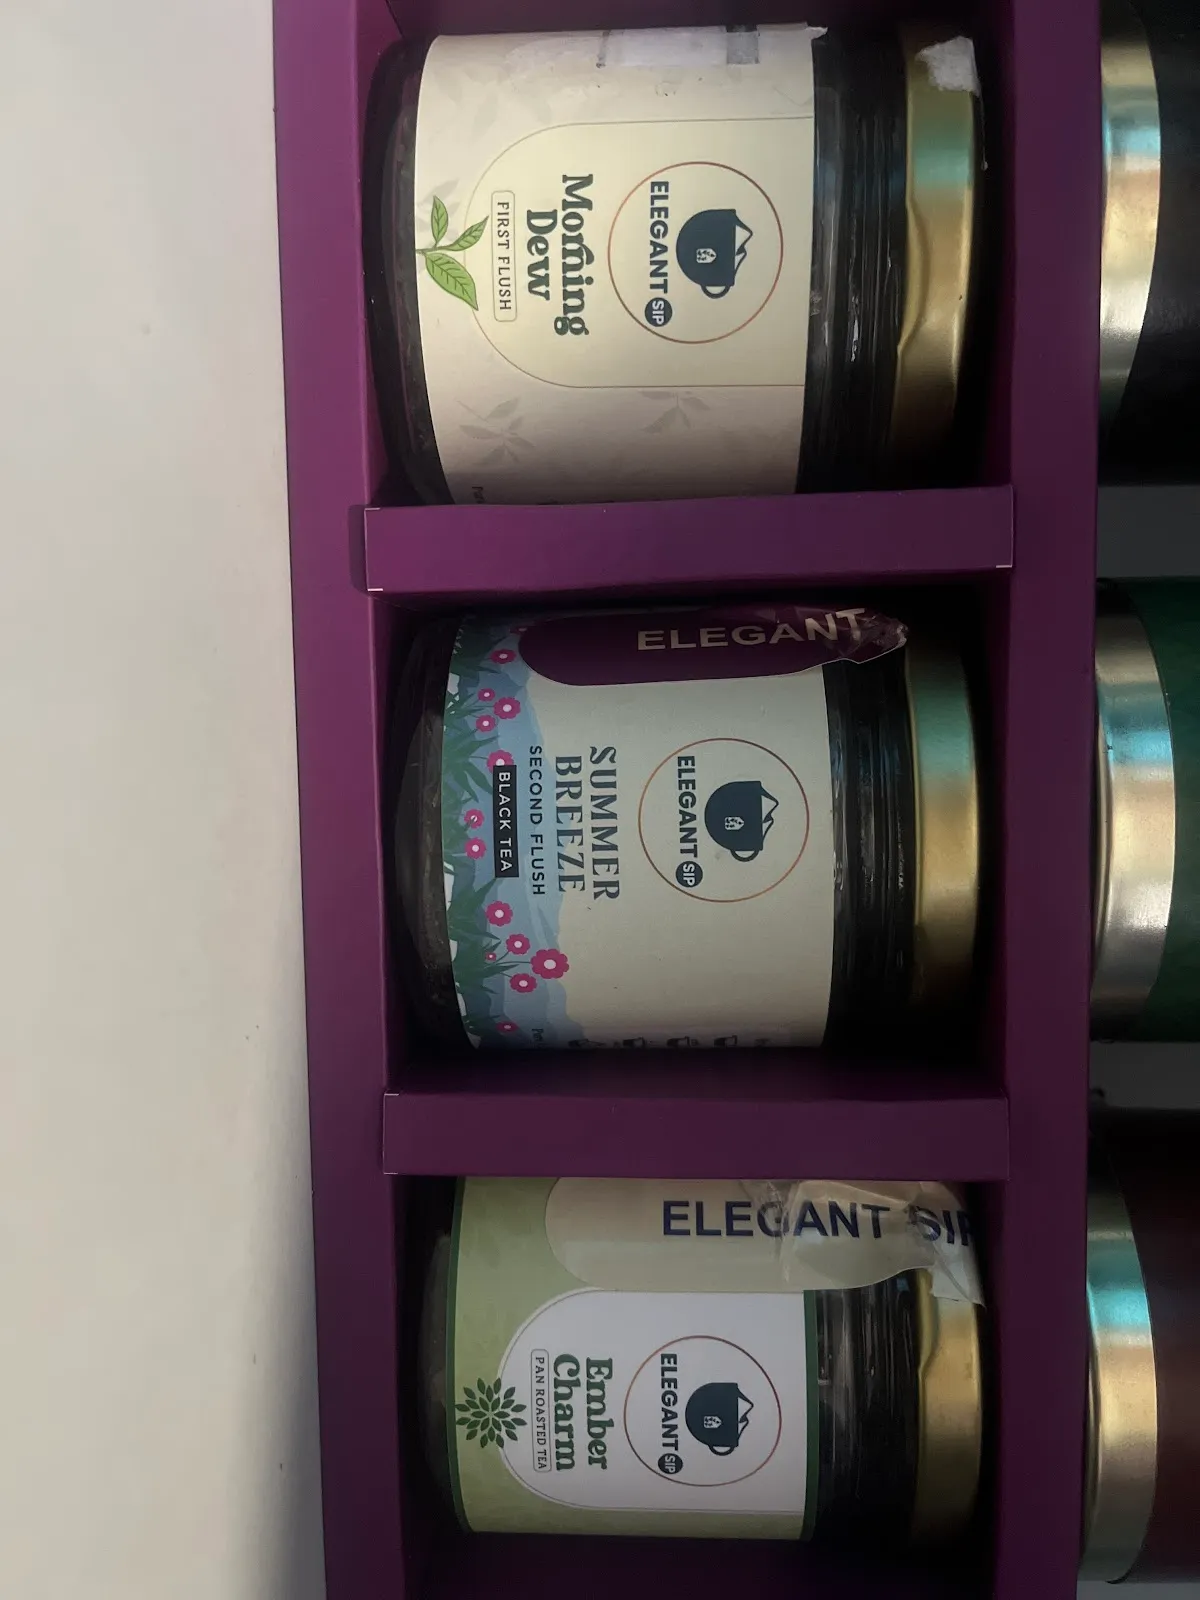 ELEGANT SIP
Morning
Dew
FIRST FLUSH
ELEGANT
ELEGANT SIP
SUMMER
BREEZE
SECOND FLUSH
BLACK TEA
ELEGANT SIP
ELEGANT SIP
Ember
Charm
PAN ROASTED TEA